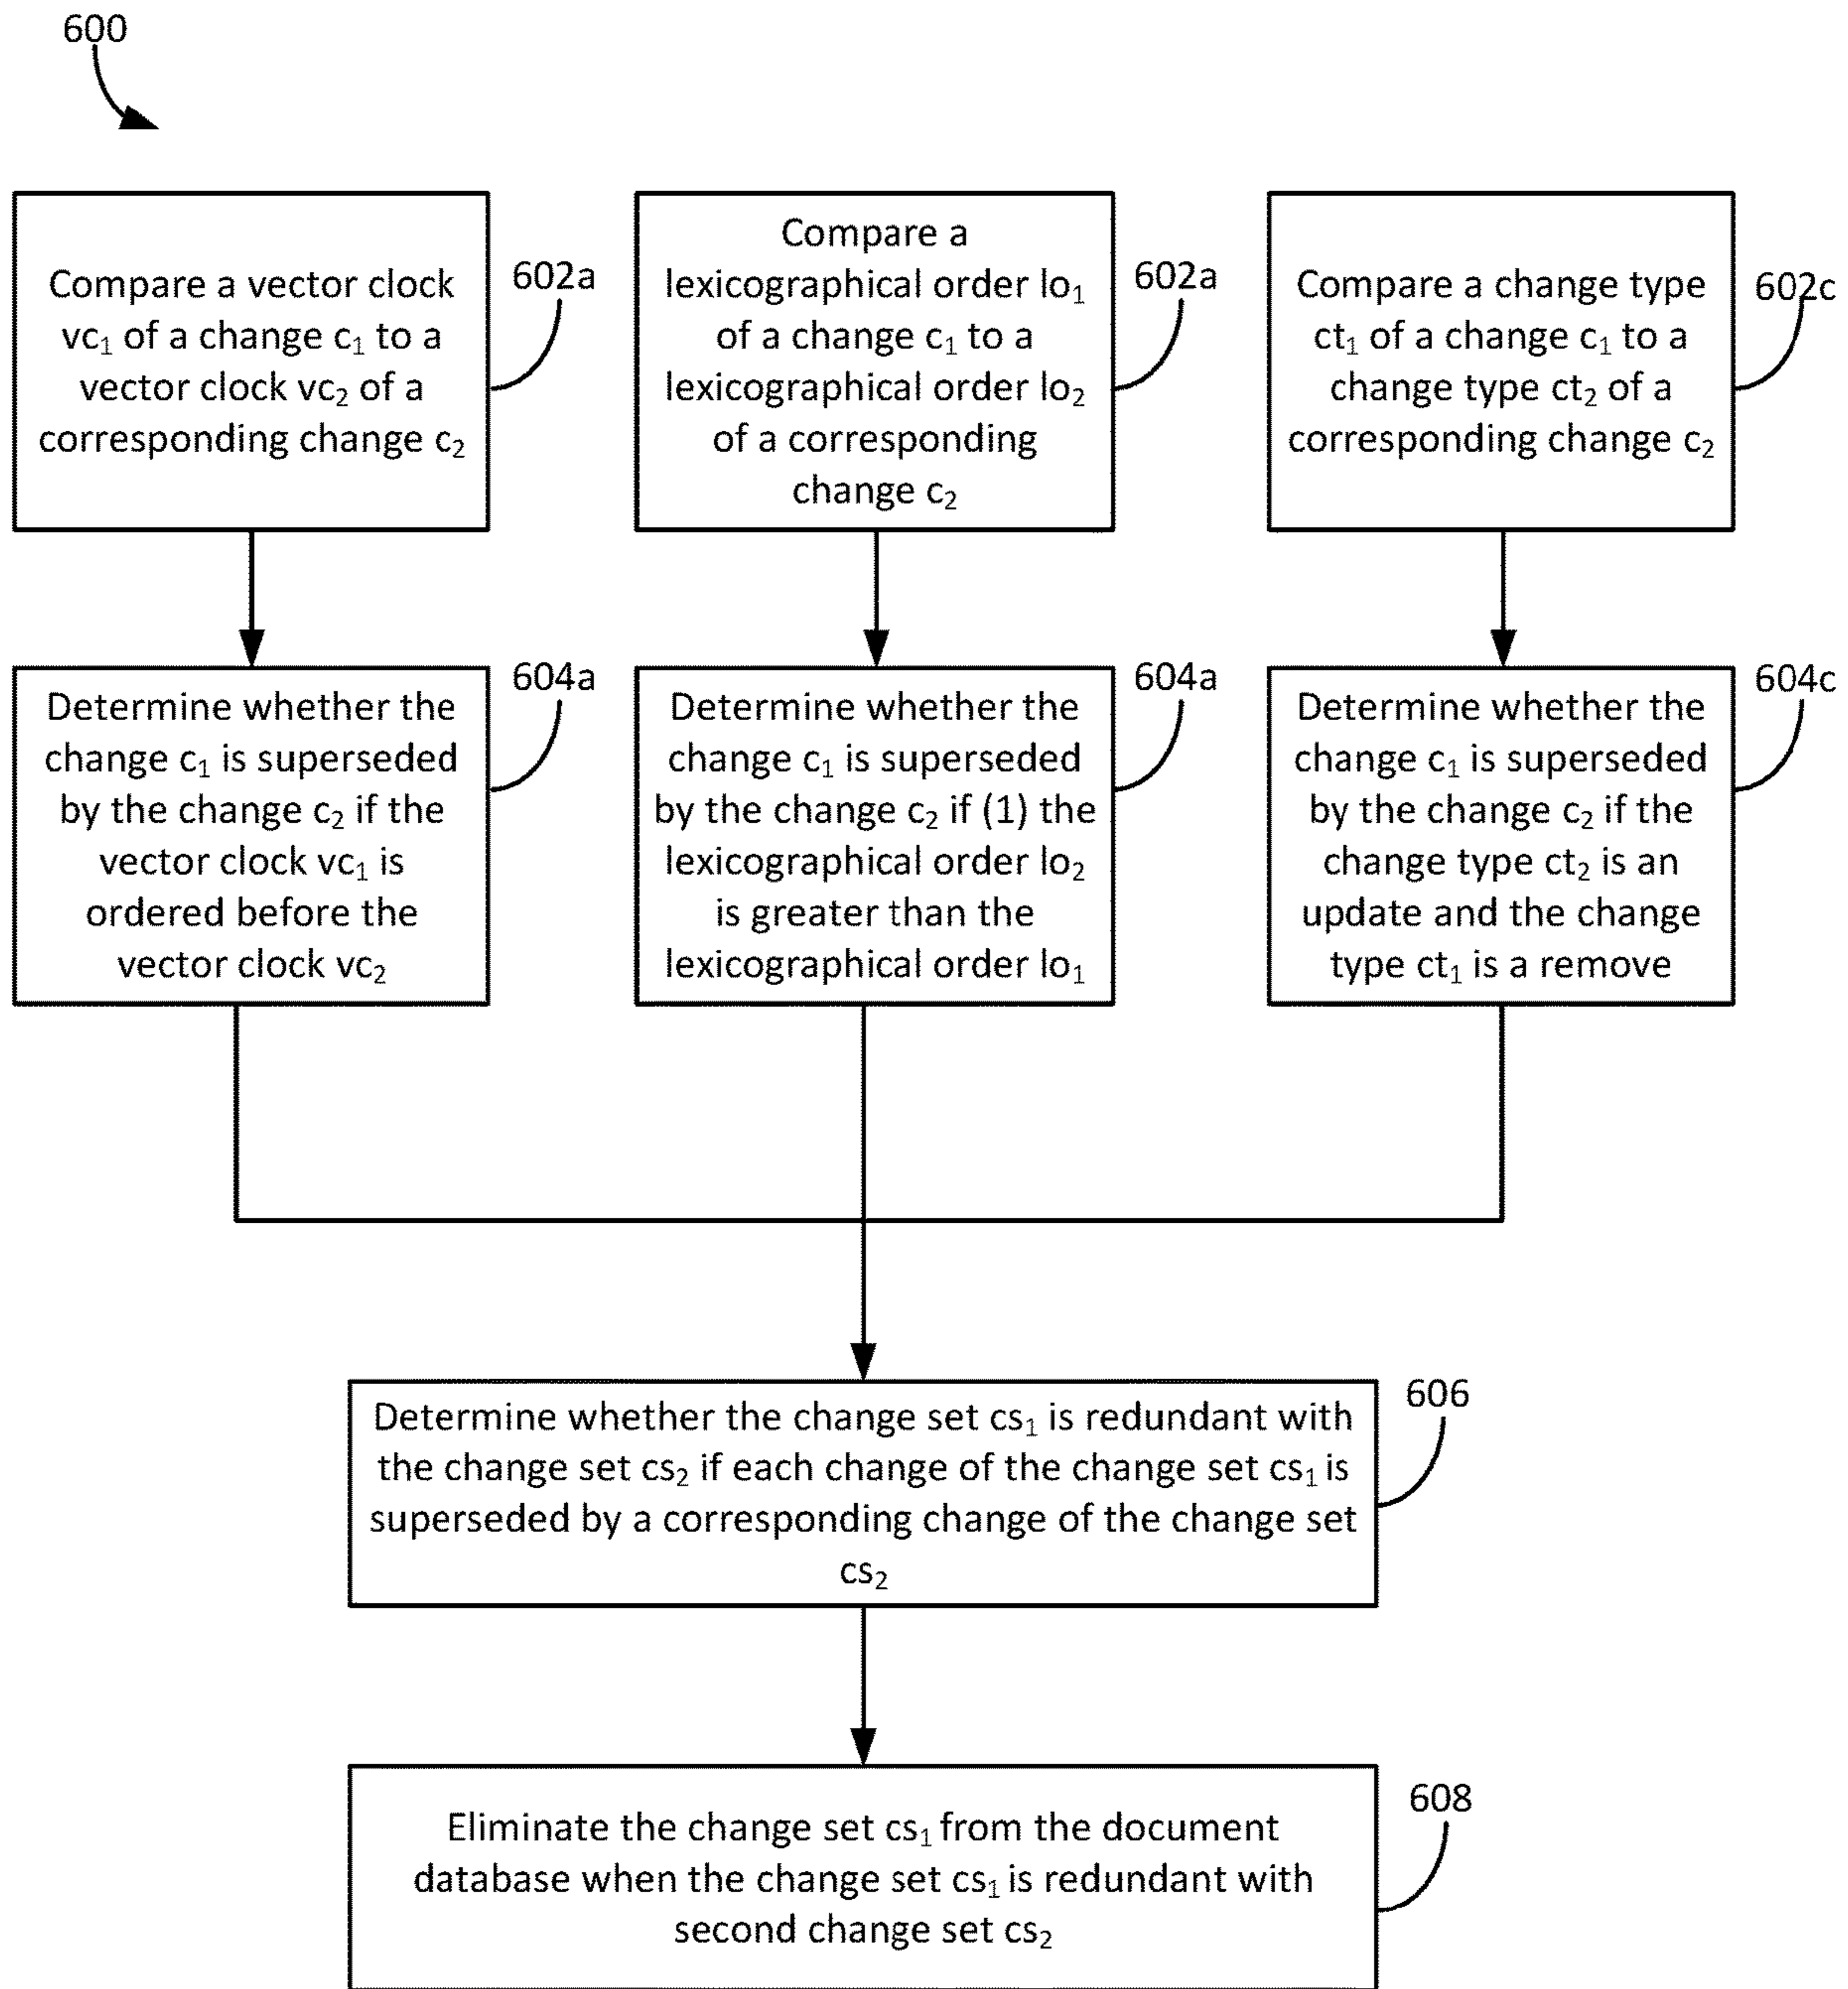 600
Compare a vector clock
vc₁ of a change c₁ to a
vector clock vc₂ of a
corresponding change c₂
602a
Compare a
lexicographical order lo₁
of a change c₁ to a
lexicographical order lo₂
of a corresponding
change c₂
602a
Compare a change type
ct₁ of a change c₁ to a
change type ct₂ of a
corresponding change c₂
602c
Determine whether the
change c₁ is superseded
by the change c₂ if the
vector clock vc₁ is
ordered before the
vector clock vc₂
604a
Determine whether the
change c₁ is superseded
by the change c₂ if (1) the
lexicographical order lo₂
is greater than the
lexicographical order lo₁
604a
Determine whether the
change c₁ is superseded
by the change c₂ if the
change type ct₂ is an
update and the change
type ct₁ is a remove
604c
Determine whether the change set cs₁ is redundant with
the change set cs₂ if each change of the change set cs₁ is
superseded by a corresponding change of the change set
cs₂
606
Eliminate the change set cs₁ from the document
database when the change set cs₁ is redundant with
second change set cs₂
608